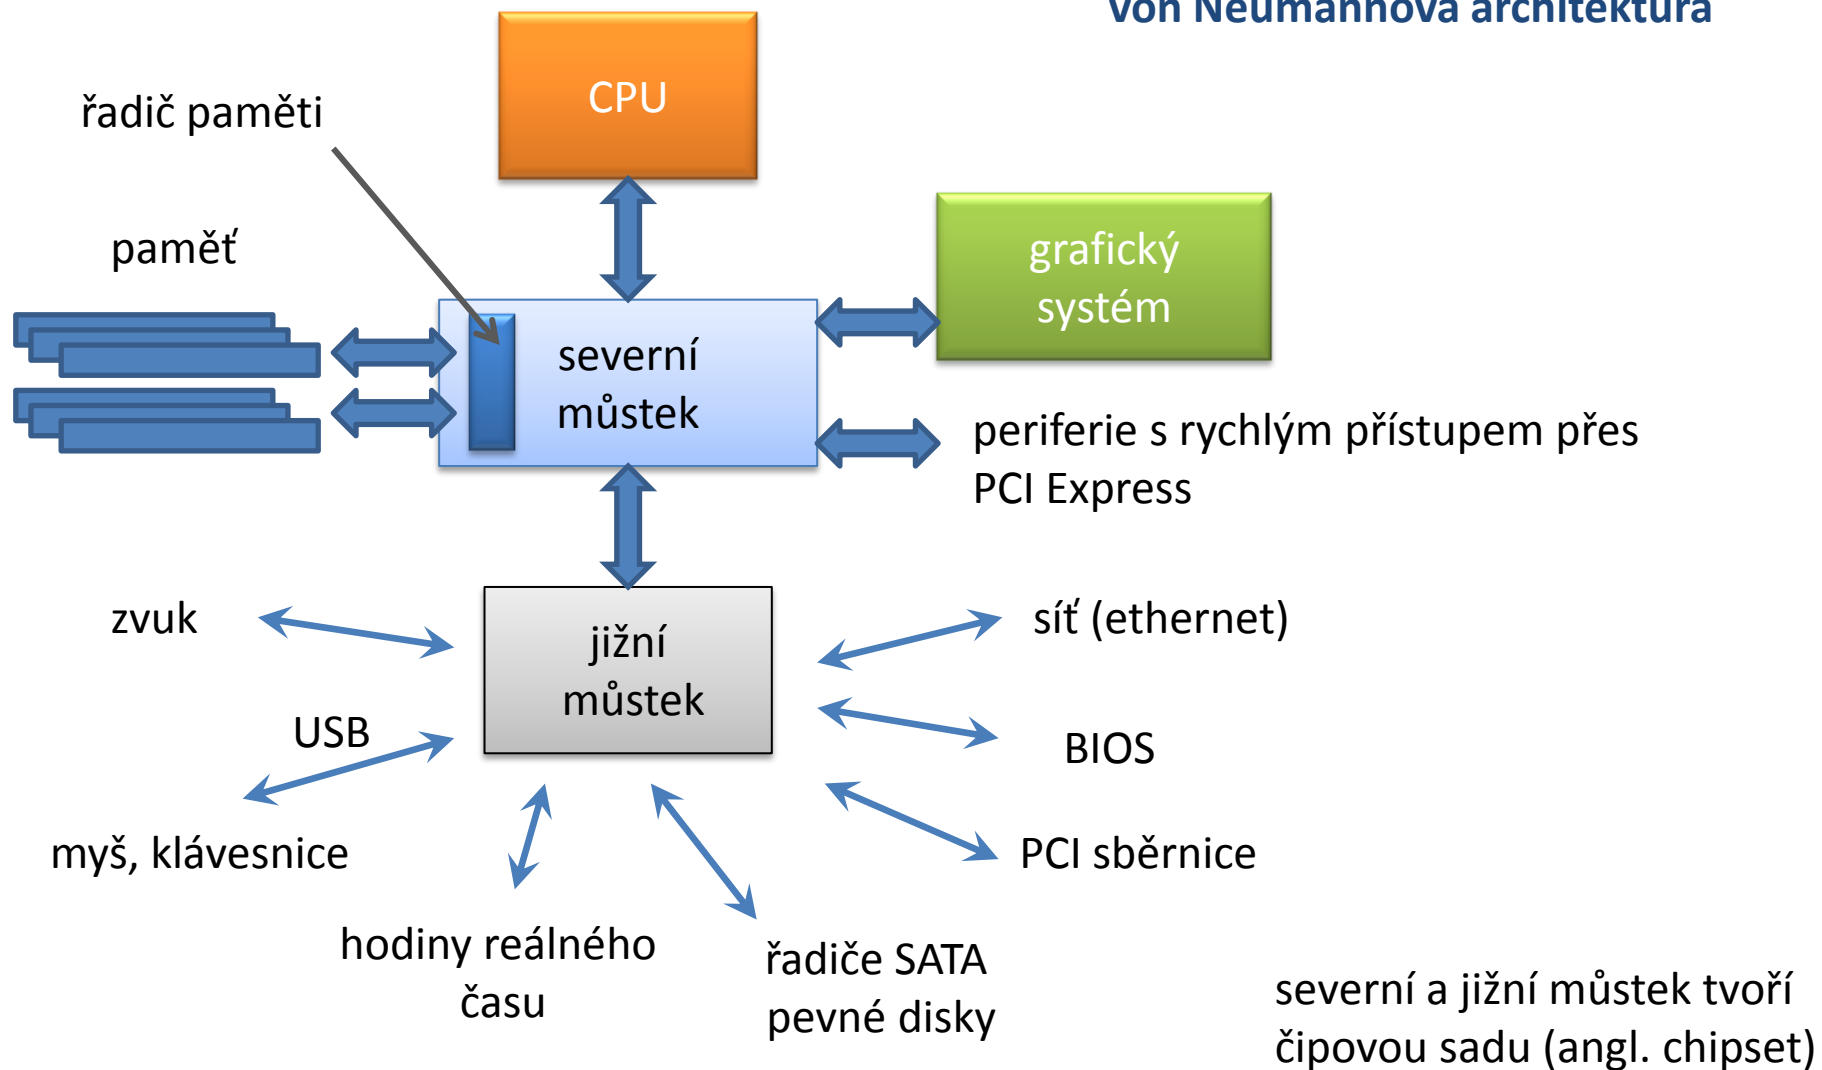 von Neumannova architektura
CPU
řadič paměti
paměť
grafický
systém
severní
můstek
periferie s rychlým přístupem přes
PCI Express
zvuk
jižní
můstek
síť (ethernet)
USB
BIOS
myš, klávesnice
PCI sběrnice
hodiny reálného
času
řadiče SATA
pevné disky
severní a jižní můstek tvoří
čipovou sadu (angl. chipset)